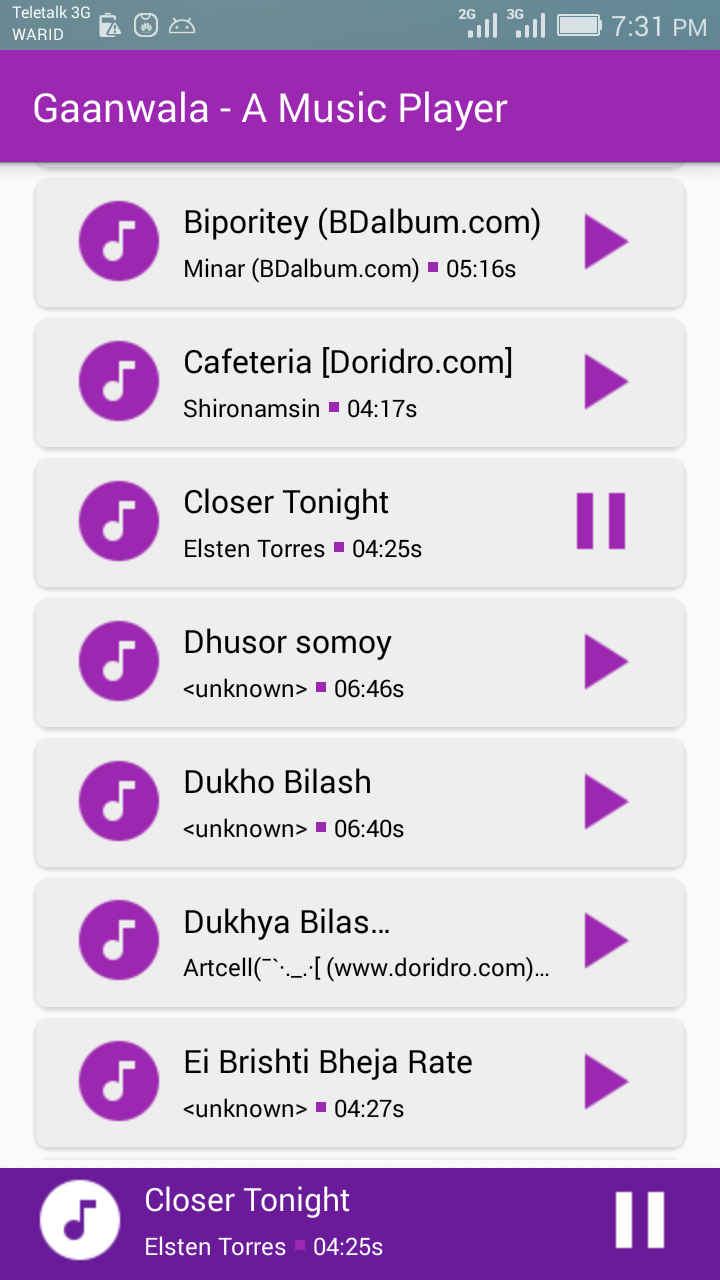 Teletalk 3G
WARID
2G 3G 7:31 PM
Gaanwala - A Music Player
Biporitey (BDalbum.com)
Minar (BDalbum.com) ▪ 05:16s
Cafeteria [Doridro.com]
Shironamsin ▪ 04:17s
Closer Tonight
Elsten Torres ▪ 04:25s
Dhusor somoy
<unknown> ▪ 06:46s
Dukho Bilash
<unknown> ▪ 06:40s
Dukhya Bilas...
Artcell(¯`·._.·[ (www.doridro.com)...
Ei Brishti Bheja Rate
<unknown> ▪ 04:27s
Closer Tonight
Elsten Torres ▪ 04:25s